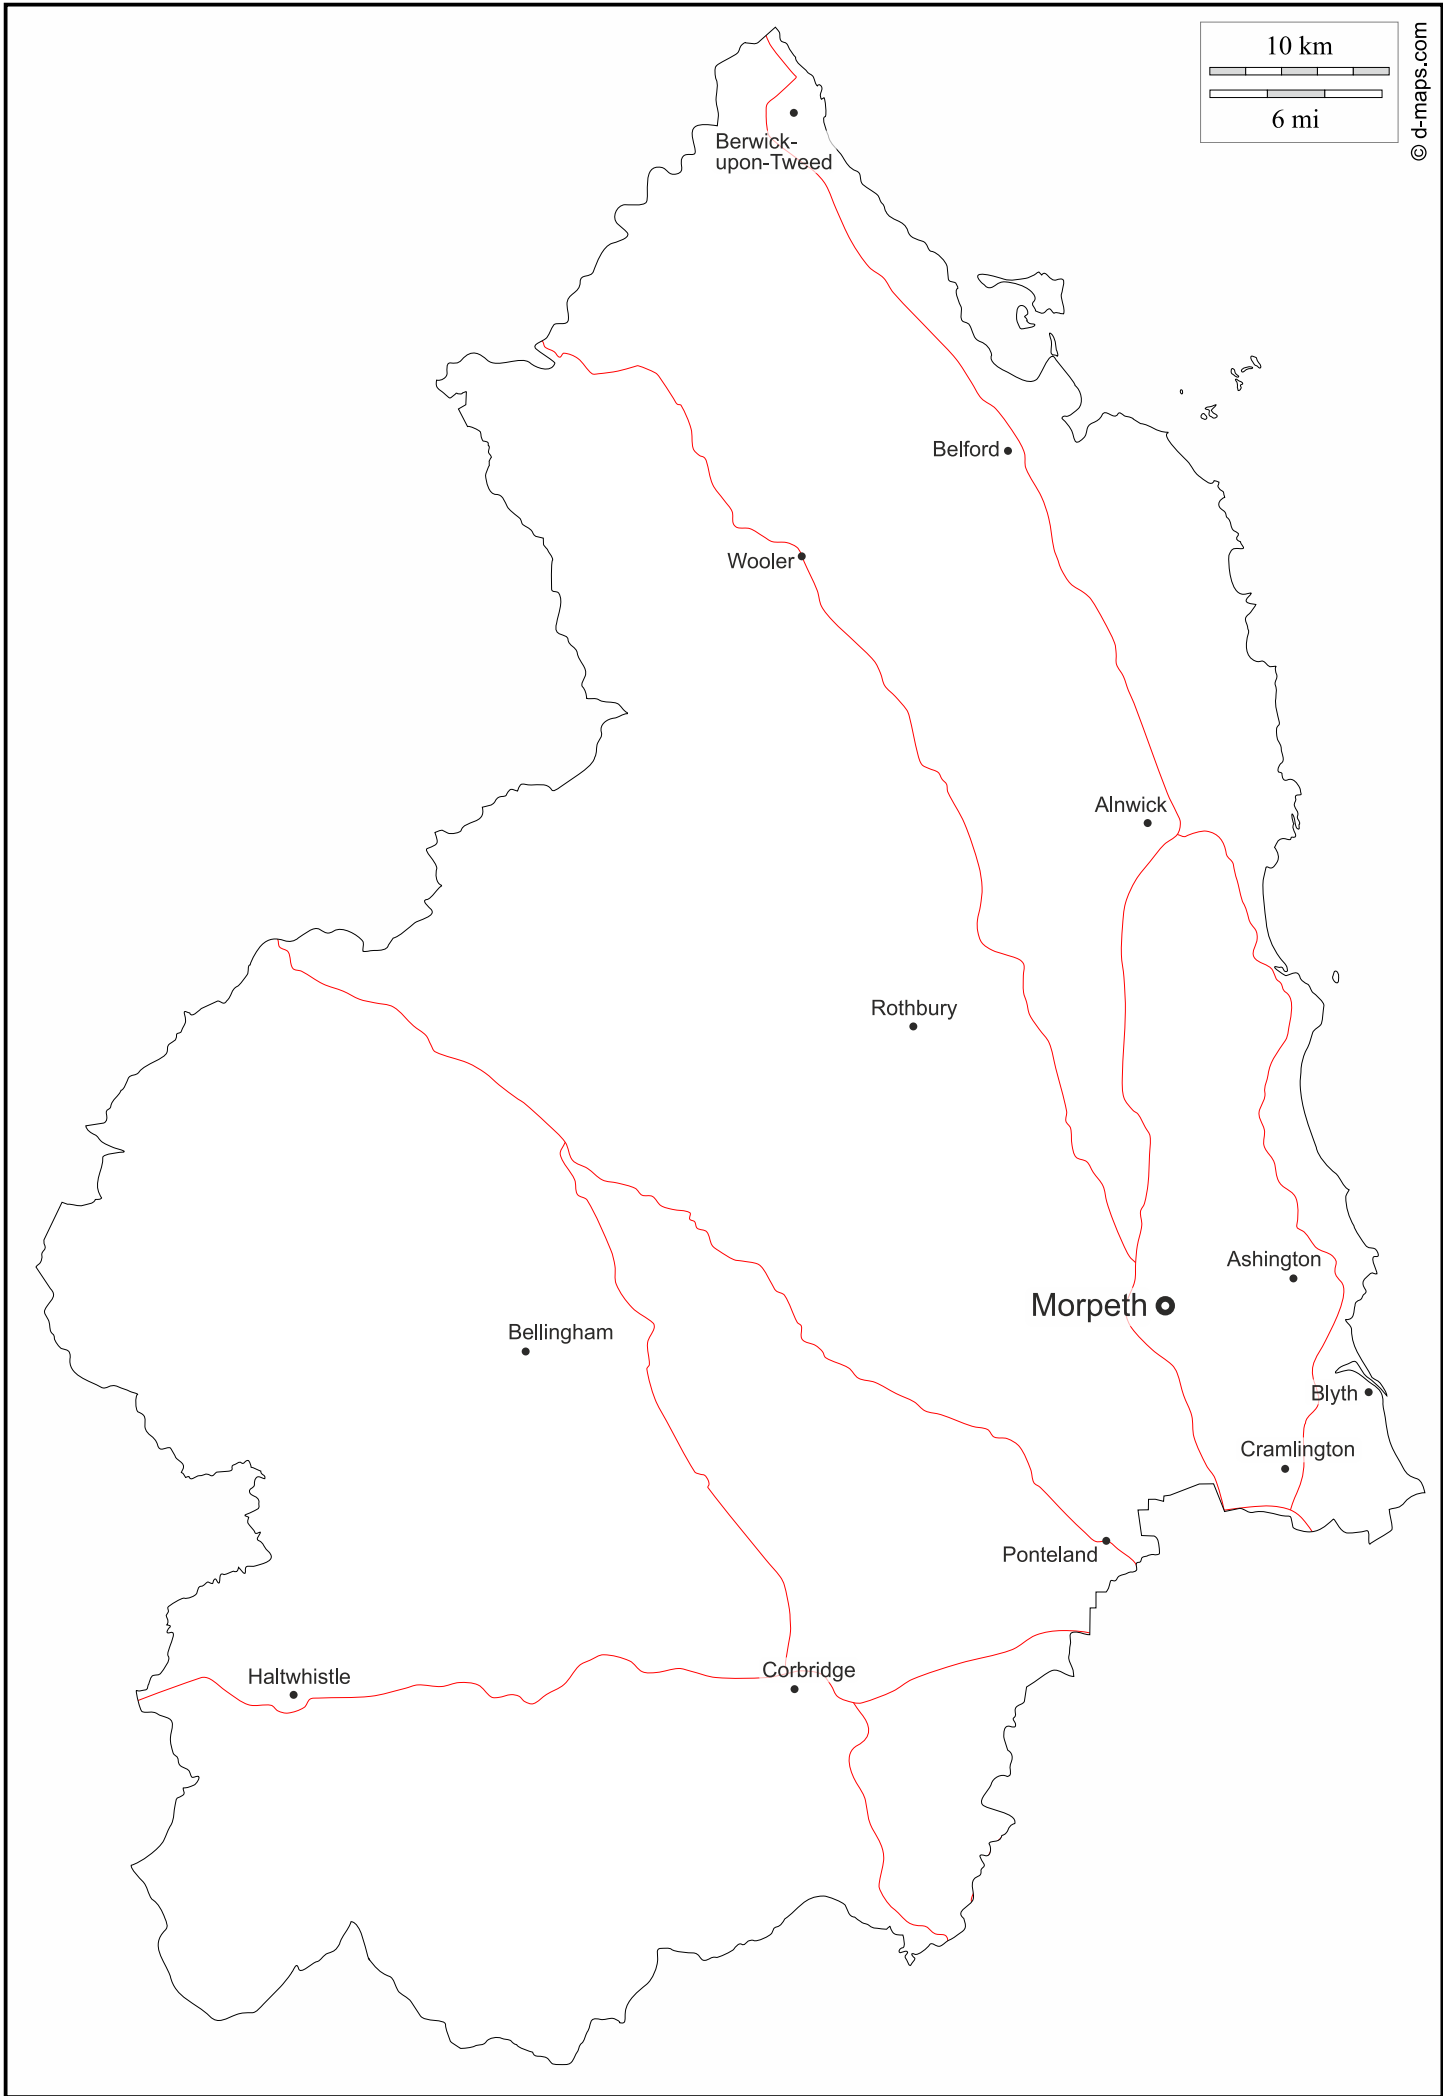 10 km
6 mi
© d-maps.com
Berwick-
upon-Tweed
Belford
Wooler
Alnwick
Rothbury
Ashington
Morpeth
Bellingham
Blyth
Cramlington
Ponteland
Corbridge
Haltwhistle